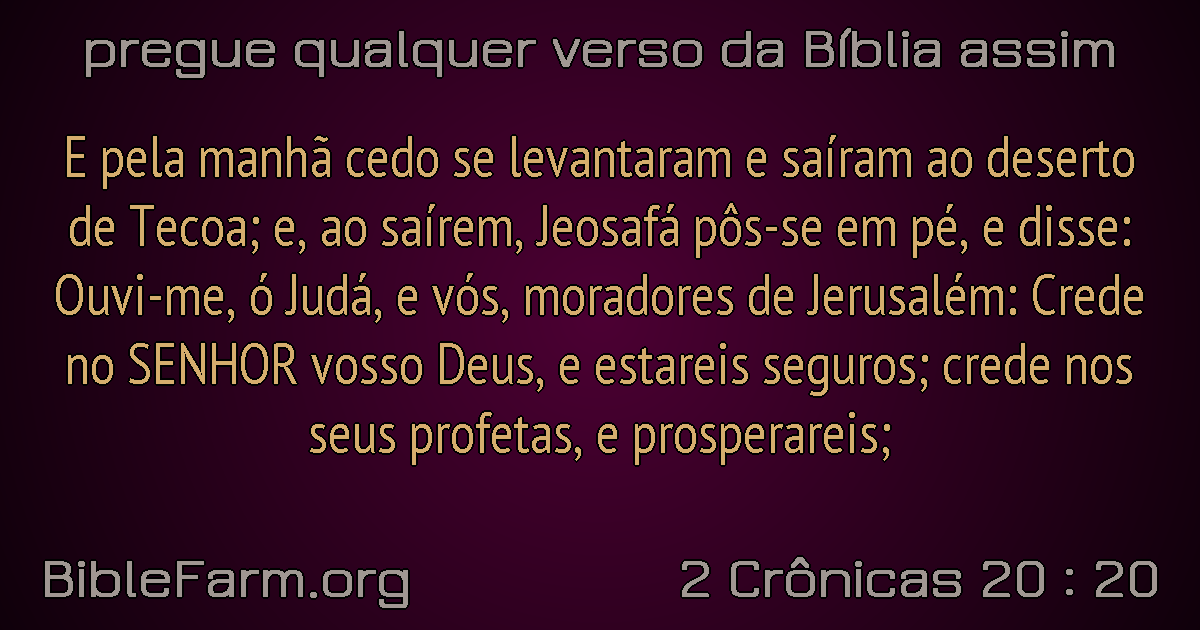 pregue qualquer verso da Bíblia assim
E pela manhã cedo se levantaram e saíram ao deserto
de Tecoa; e, ao saírem, Jeosafá pôs-se em pé, e disse:
Ouvi-me, ó Judá, e vós, moradores de Jerusalém: Crede
no SENHOR vosso Deus, e estareis seguros; crede nos
seus profetas, e prosperareis;
BibleFarm.org
2 Crônicas 20 : 20